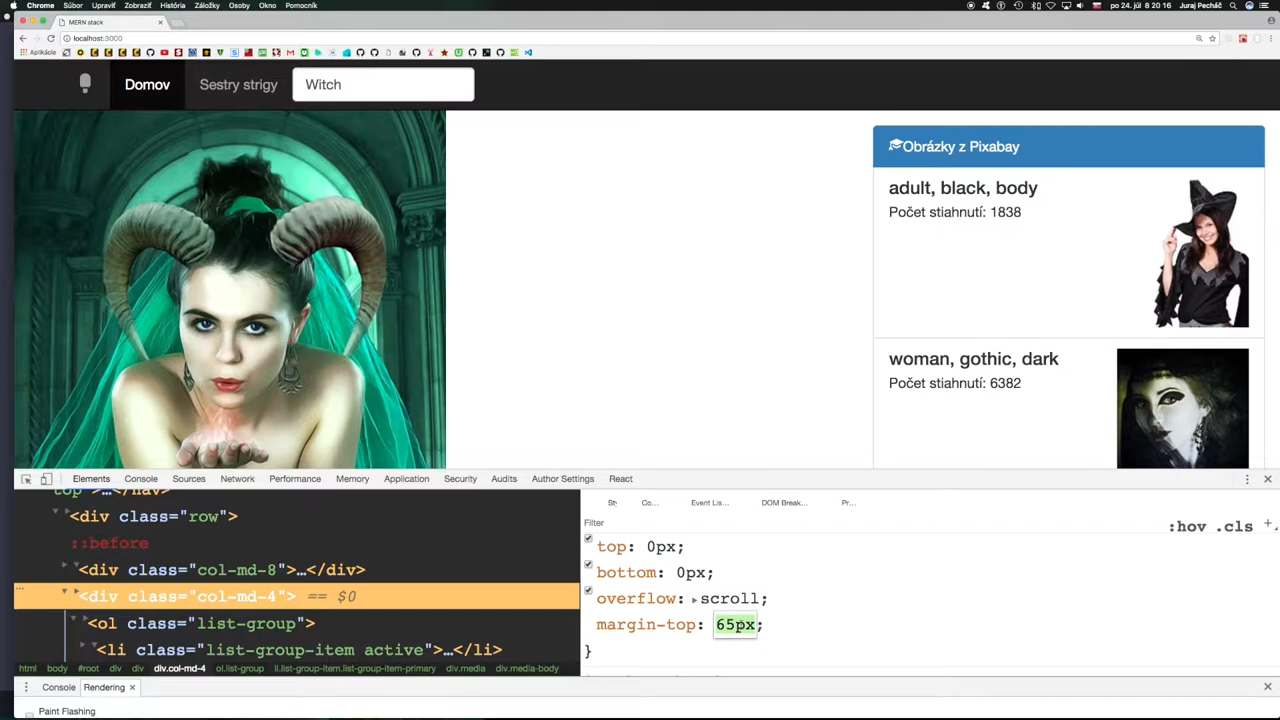 Chrome Súbor Upraviť Zobraziť História Záložky Osoby Okno Pomocník po 24. júl 8 20 16 Juraj Pecháč
MERN stack
localhost:3000
Aplikácie
Domov Sestry strigy Witch
Obrázky z Pixabay
adult, black, body
Počet stiahnutí: 1838
woman, gothic, dark
Počet stiahnutí: 6382
Elements Console Sources Network Performance Memory Application Security Audits Author Settings React
top">…</nav>
<div class="row">
::before
<div class="col-md-8">…</div>
… <div class="col-md-4"> == $0
<ol class="list-group">
<li class="list-group-item active">…</li>
html body #root div div div.col-md-4 ol.list-group li.list-group-item.list-group-item-primary div.media div.media-body
Co… Event Lis… DOM Break… Pr…
Filter :hov .cls +
top: 0px;
bottom: 0px;
overflow: scroll;
margin-top: 65px;
}
Console Rendering
Paint Flashing